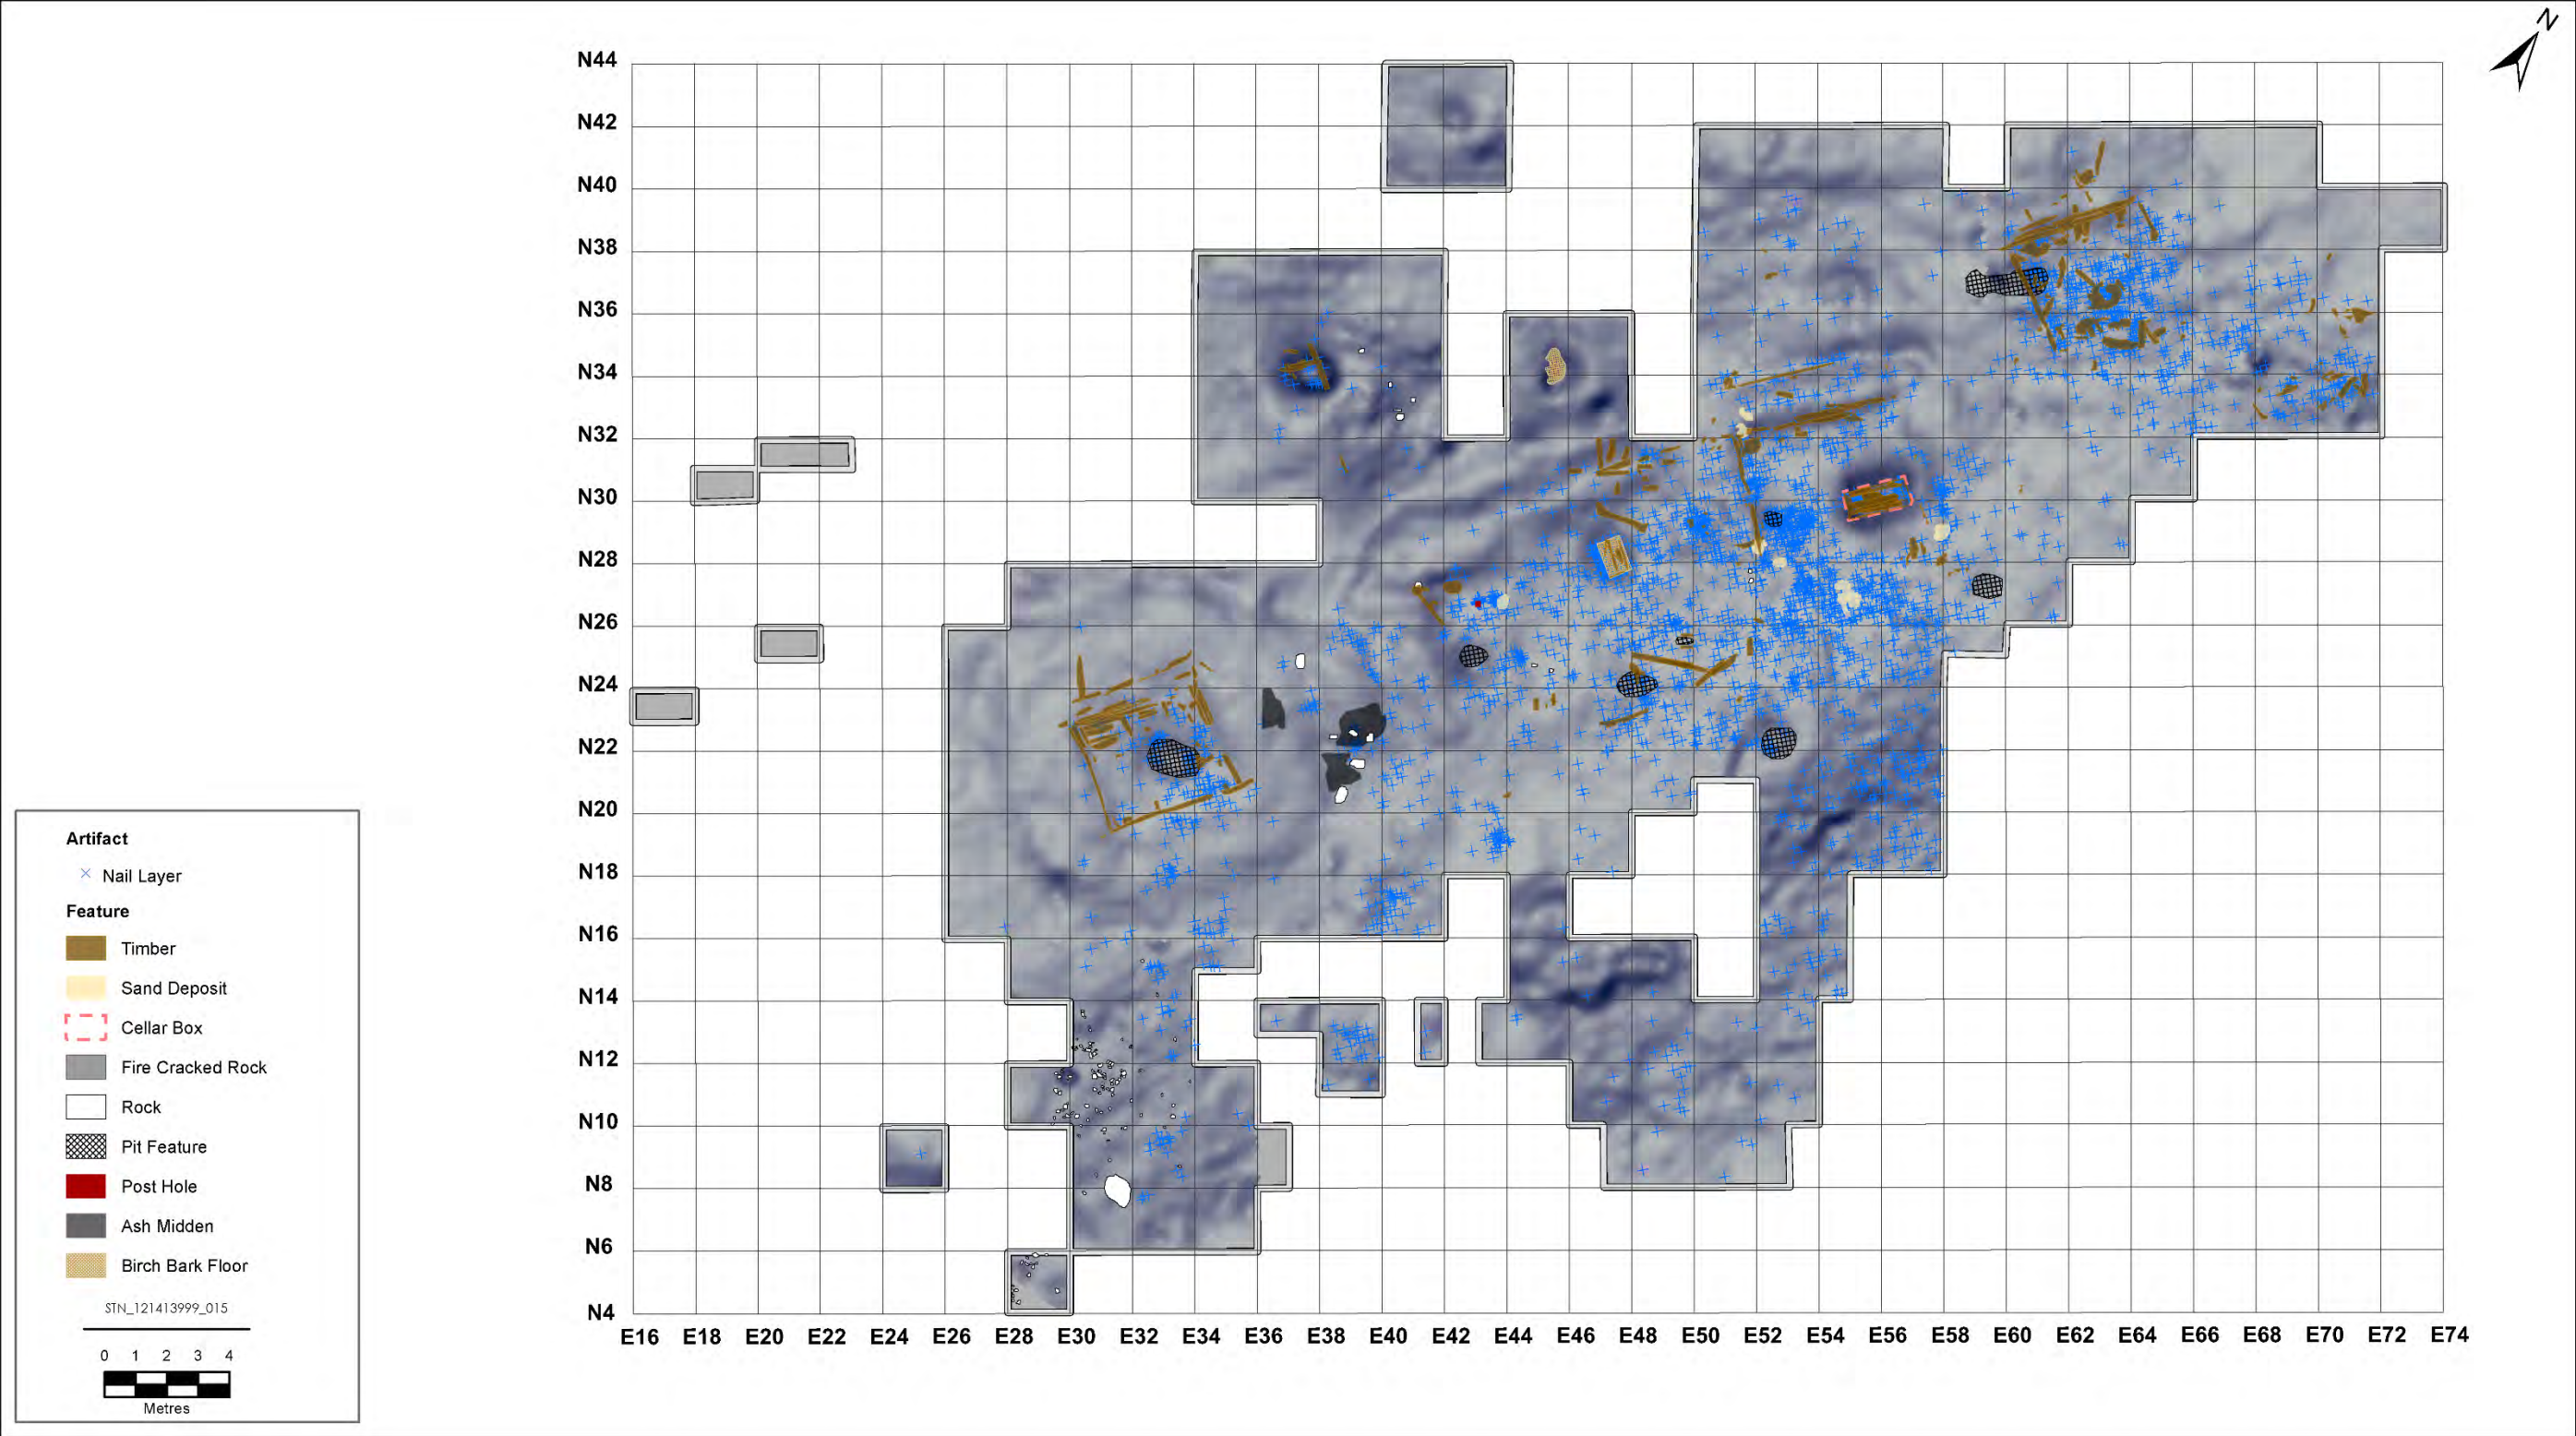 N
N44
N42
N40
N38
N36
N34
N32
N30
N28
N26
N24
N22
N20
N18
N16
N14
N12
N10
N8
N6
N4
E16 E18 E20 E22 E24 E26 E28 E30 E32 E34 E36 E38 E40 E42 E44 E46 E48 E50 E52 E54 E56 E58 E60 E62 E64 E66 E68 E70 E72 E74
Artifact
Nail Layer
Feature
Timber
Sand Deposit
Cellar Box
Fire Cracked Rock
Rock
Pit Feature
Post Hole
Ash Midden
Birch Bark Floor
STN_121413999_015
0 1 2 3 4
Metres